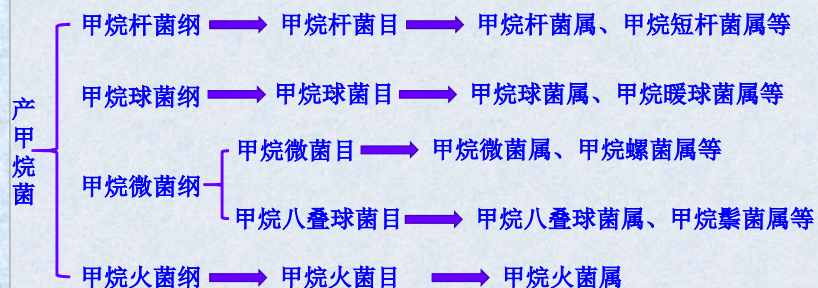 产甲烷菌
甲烷杆菌纲 甲烷杆菌目 甲烷杆菌属、甲烷短杆菌属等
甲烷球菌纲 甲烷球菌目 甲烷球菌属、甲烷暖球菌属等
甲烷微菌纲
甲烷微菌目 甲烷微菌属、甲烷螺菌属等
甲烷八叠球菌目 甲烷八叠球菌属、甲烷鬃菌属等
甲烷火菌纲 甲烷火菌目 甲烷火菌属